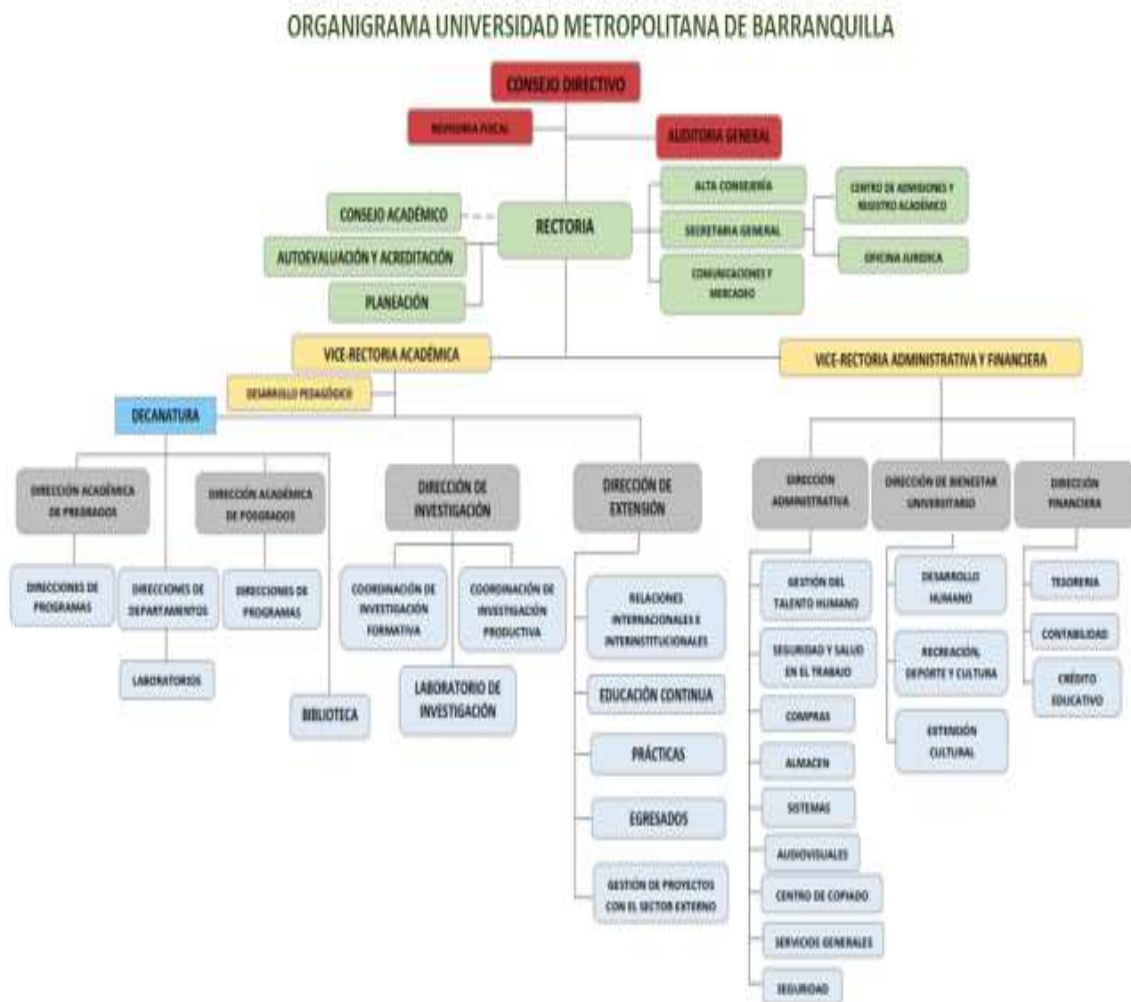 ORGANIGRAMA UNIVERSIDAD METROPOLITANA DE BARRANQUILLA
CONSEJO DIRECTIVO
REVISORIA FISCAL
AUDITORIA GENERAL
ALTA CONSEJERÍA
CENTRO DE ADMISIONES Y
REGISTRO ACADÉMICO
CONSEJO ACADÉMICO
RECTORIA
SECRETARIA GENERAL
AUTOEVALUACIÓN Y ACREDITACIÓN
OFICINA JURIDICA
COMUNICACIONES Y
MERCADEO
PLANEACIÓN
VICE-RECTORIA ACADÉMICA
VICE-RECTORIA ADMINISTRATIVA Y FINANCIERA
DESARROLLO PEDAGÓGICO
DECANATURA
DIRECCIÓN ACADÉMICA
DE PREGRADOS
DIRECCIÓN ACADÉMICA
DE POSGRADOS
DIRECCIÓN DE
INVESTIGACIÓN
DIRECCIÓN DE
EXTENSIÓN
DIRECCIÓN
ADMINISTRATIVA
DIRECCIÓN DE BIENESTAR
UNIVERSITARIO
DIRECCIÓN
FINANCIERA
DIRECCIONES DE
PROGRAMAS
DIRECCIONES DE
DEPARTAMENTOS
DIRECCIONES DE
PROGRAMAS
COORDINACIÓN DE
INVESTIGACIÓN
FORMATIVA
COORDINACIÓN DE
INVESTIGACIÓN
PRODUCTIVA
RELACIONES
INTERNACIONALES E
INTERINSTITUCIONALES
GESTIÓN DEL
TALENTO HUMANO
DESARROLLO
HUMANO
TESORERIA
CONTABILIDAD
SEGURIDAD Y SALUD
EN EL TRABAJO
RECREACIÓN,
DEPORTE Y CULTURA
CRÉDITO
EDUCATIVO
LABORATORIOS
BIBLIOTECA
LABORATORIO DE
INVESTIGACIÓN
EDUCACIÓN CONTINUA
COMPRAS
EXTENSIÓN
CULTURAL
PRÁCTICAS
ALMACEN
SISTEMAS
EGRESADOS
AUDIOVISUALES
GESTIÓN DE PROYECTOS
CON EL SECTOR EXTERNO
CENTRO DE COPIADO
SERVICIOS GENERALES
SEGURIDAD